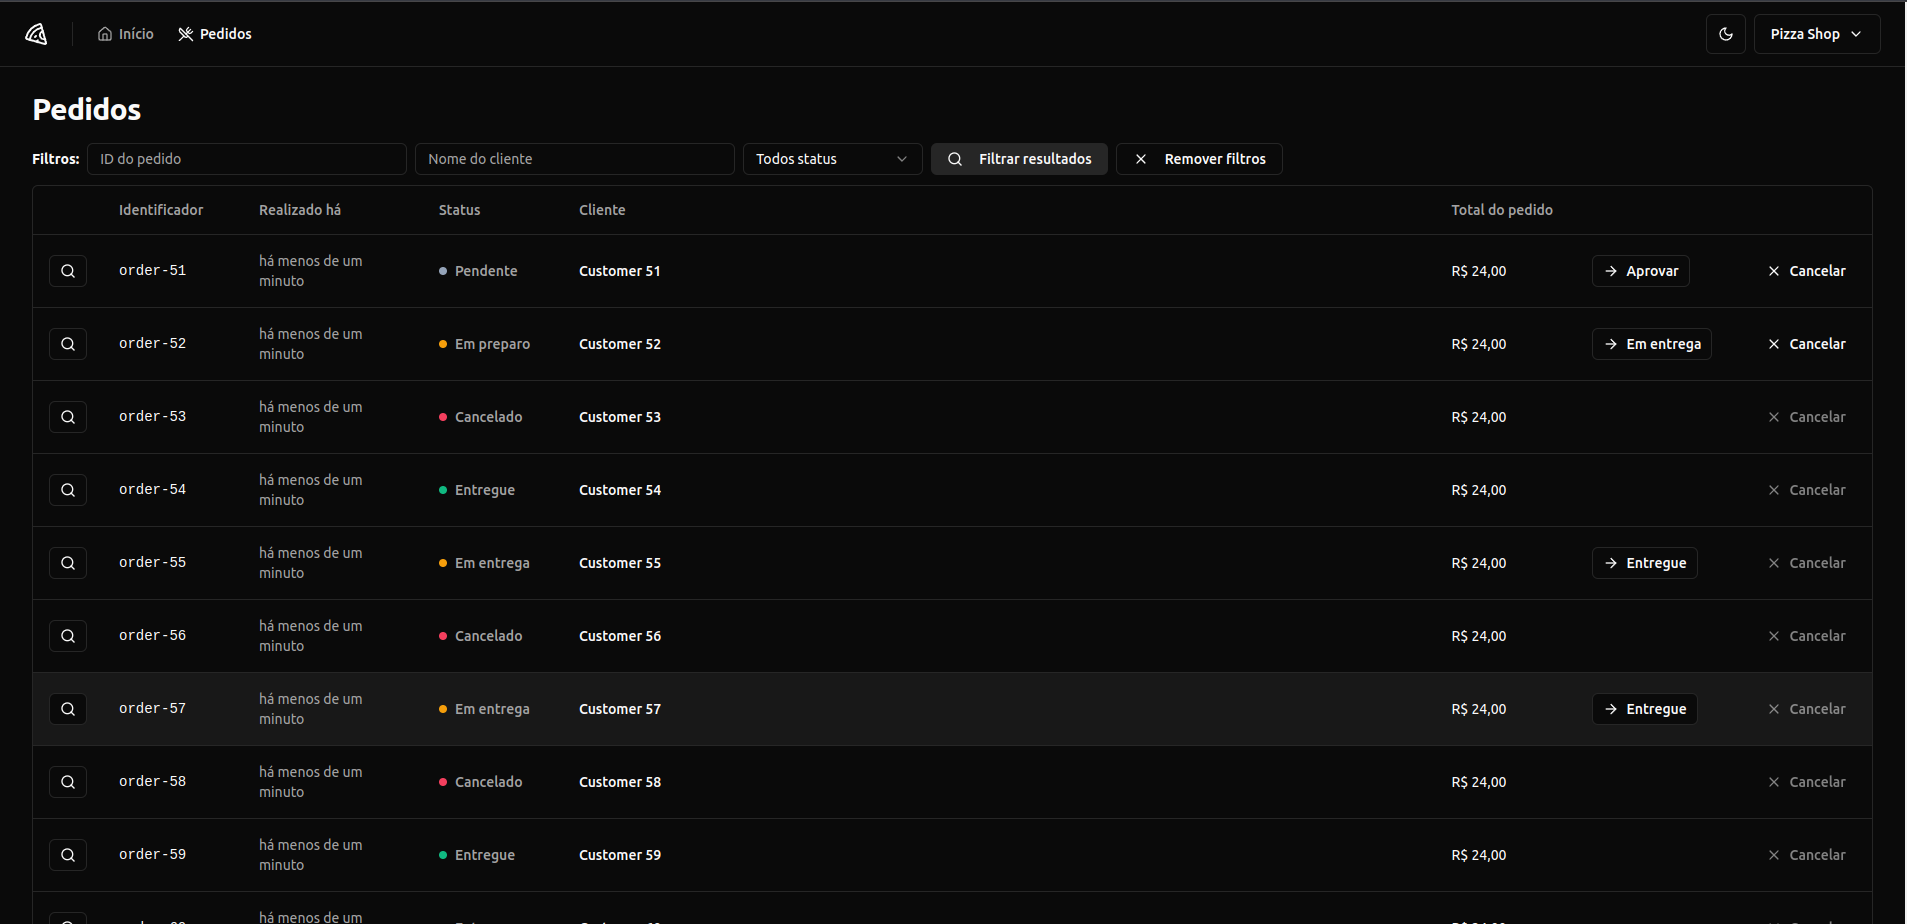 Início Pedidos Pizza Shop
Pedidos
Filtros: ID do pedido Nome do cliente Todos status Filtrar resultados Remover filtros
Identificador Realizado há Status Cliente Total do pedido
order-51 há menos de um minuto Pendente Customer 51 R$ 24,00 Aprovar Cancelar
order-52 há menos de um minuto Em preparo Customer 52 R$ 24,00 Em entrega Cancelar
order-53 há menos de um minuto Cancelado Customer 53 R$ 24,00 Cancelar
order-54 há menos de um minuto Entregue Customer 54 R$ 24,00 Cancelar
order-55 há menos de um minuto Em entrega Customer 55 R$ 24,00 Entregue Cancelar
order-56 há menos de um minuto Cancelado Customer 56 R$ 24,00 Cancelar
order-57 há menos de um minuto Em entrega Customer 57 R$ 24,00 Entregue Cancelar
order-58 há menos de um minuto Cancelado Customer 58 R$ 24,00 Cancelar
order-59 há menos de um minuto Entregue Customer 59 R$ 24,00 Cancelar
há menos de um